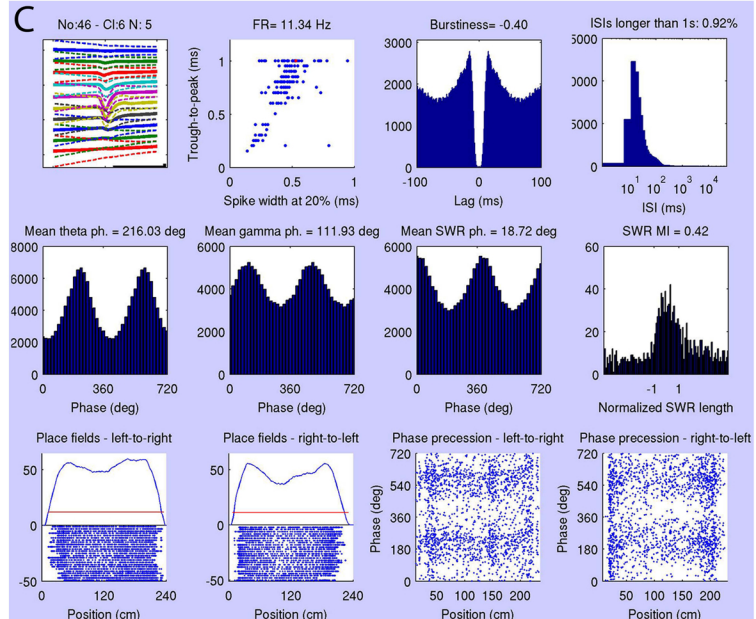 C
No:46 - Cl:6 N: 5
FR= 11.34 Hz
Burstiness= -0.40
ISIs longer than 1s: 0.92%
Trough-to-peak (ms)
1
0.5
0
0
0.5
1
Spike width at 20% (ms)
3000
2000
1000
0
-100
0
100
Lag (ms)
0000
5000
0
10¹
10²
10³
10⁴
ISI (ms)
Mean theta ph. = 216.03 deg
Mean gamma ph. = 111.93 deg
Mean SWR ph. = 18.72 deg
SWR MI = 0.42
8000
6000
4000
2000
0
0
360
720
Phase (deg)
6000
4000
2000
0
0
360
720
Phase (deg)
6000
4000
2000
0
0
360
720
Phase (deg)
60
40
20
0
-1
1
Normalized SWR length
Place fields - left-to-right
Place fields - right-to-left
Phase precession - left-to-right
Phase precession - right-to-left
50
0
-50
0
120
240
Position (cm)
50
0
-50
0
120
240
Position (cm)
Phase (deg)
720
540
360
180
0
50
100
150
200
Position (cm)
Phase (deg)
720
540
360
180
0
50
100
150
200
Position (cm)